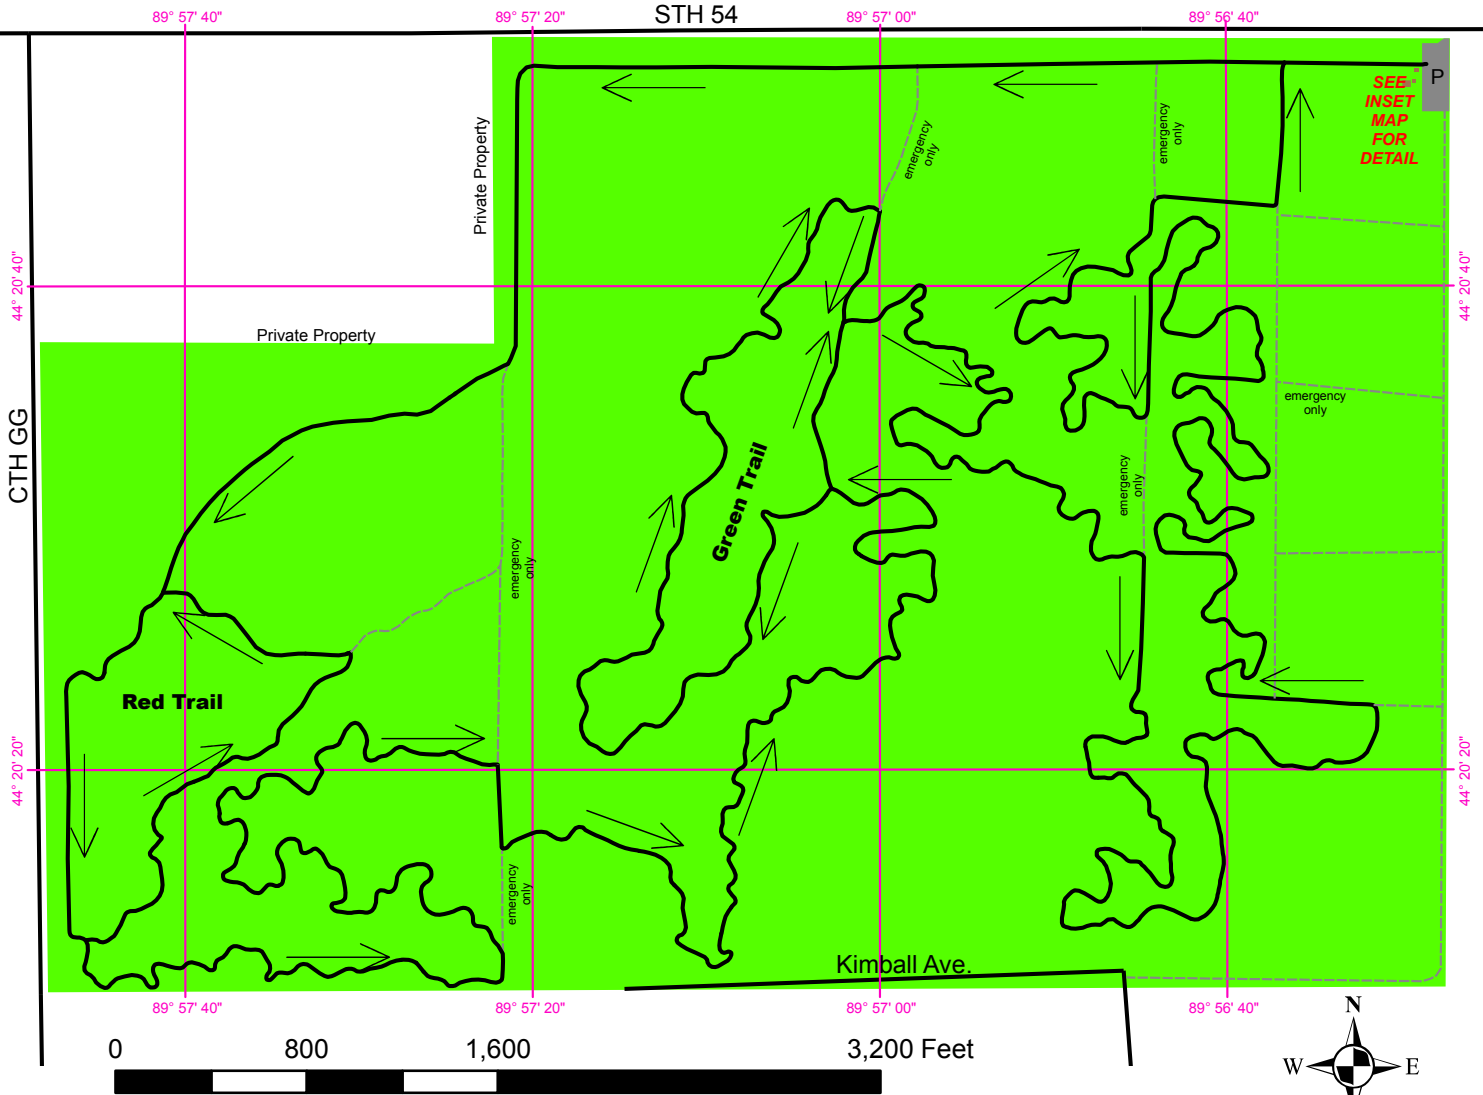 STH 54
89° 57' 40"
89° 57' 20"
89° 57' 00"
89° 56' 40"
P
SEE
INSET
MAP
FOR
DETAIL
Private Property
emergency
only
emergency
only
44° 20' 40"
44° 20' 40"
Private Property
emergency
only
CTH GG
Green Trail
emergency
only
emergency
only
Red Trail
44° 20' 20"
44° 20' 20"
emergency
only
Kimball Ave.
89° 57' 40"
89° 57' 20"
89° 57' 00"
89° 56' 40"
0
800
1,600
3,200 Feet
N
W
E